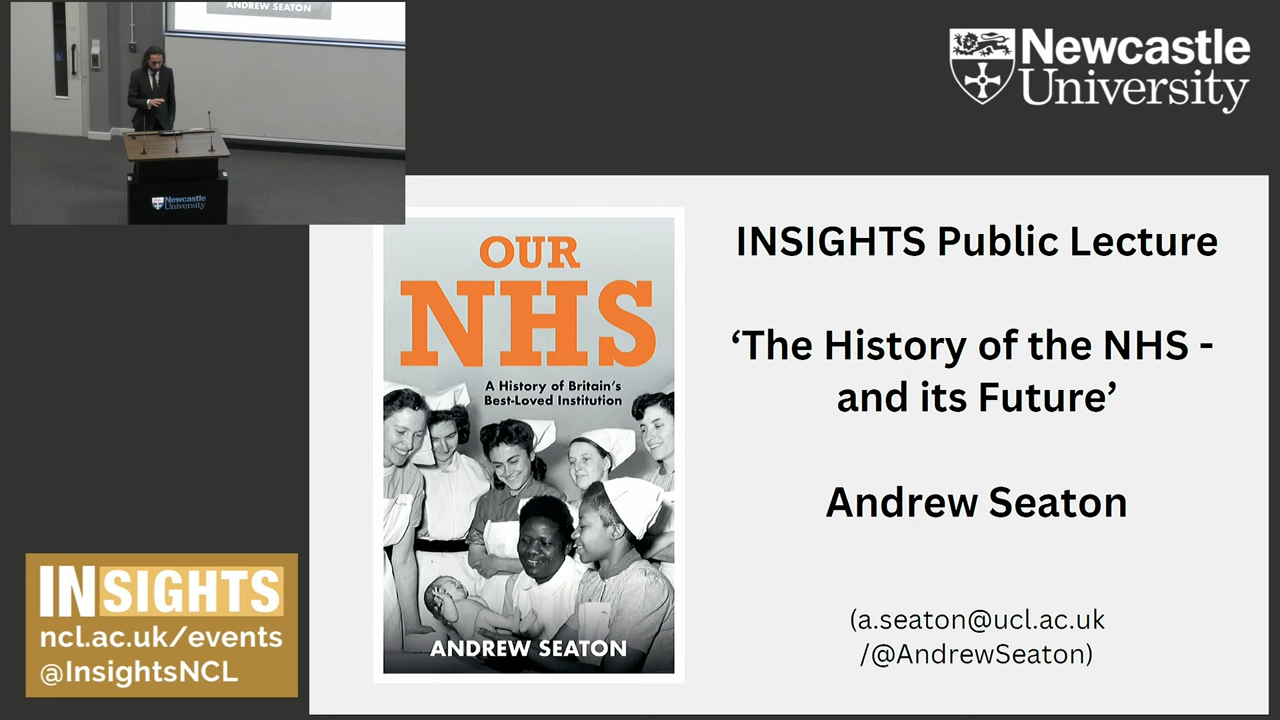 ANDREW SEATON
Newcastle
University
Newcastle
University
OUR
NHS
A History of Britain's
Best-Loved Institution
ANDREW SEATON
INSIGHTS Public Lecture
‘The History of the NHS -
and its Future’
Andrew Seaton
(a.seaton@ucl.ac.uk
/@AndrewSeaton)
INSIGHTS
ncl.ac.uk/events
@InsightsNCL